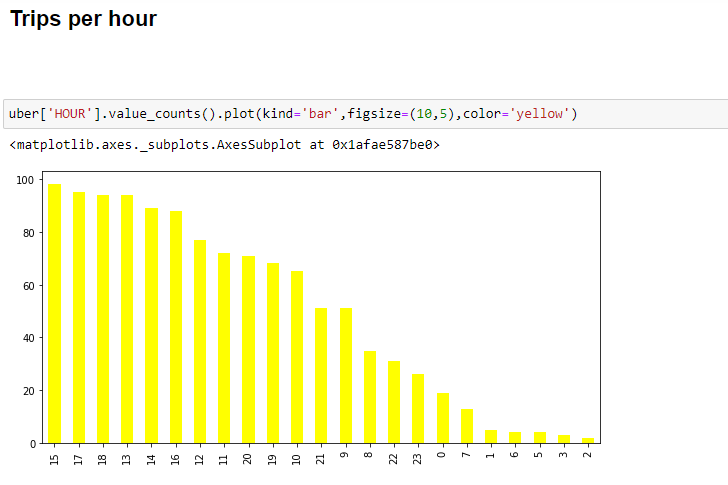 Trips per hour
uber['HOUR'].value_counts().plot(kind='bar',figsize=(10,5),color='yellow')
<matplotlib.axes._subplots.AxesSubplot at 0x1afae587be0>
100
80
60
40
20
0
15 17 18 13 14 16 12 11 20 19 10 21 9 8 22 23 0 7 1 6 5 3 2